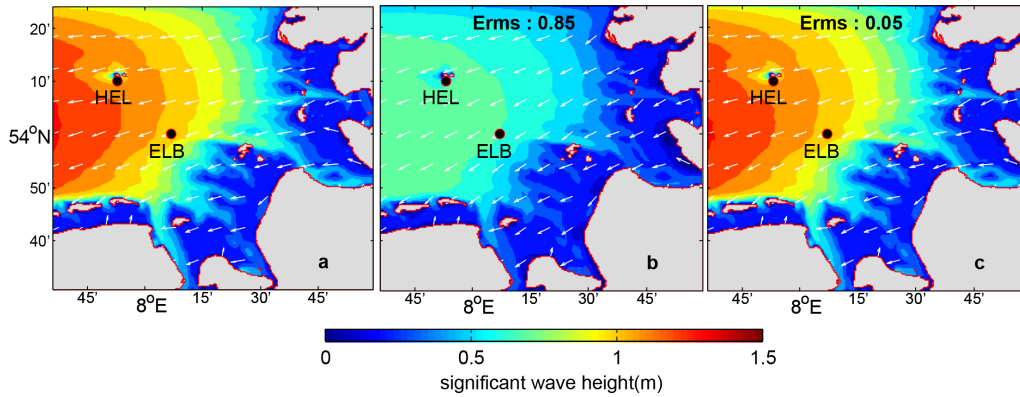 Erms : 0.85
Erms : 0.05
20'
10'
54°N
50'
40'
HEL
ELB
a
HEL
ELB
b
HEL
ELB
c
45' 8°E 15' 30' 45'
45' 8°E 15' 30' 45'
45' 8°E 15' 30' 45'
0 0.5 1 1.5
significant wave height(m)